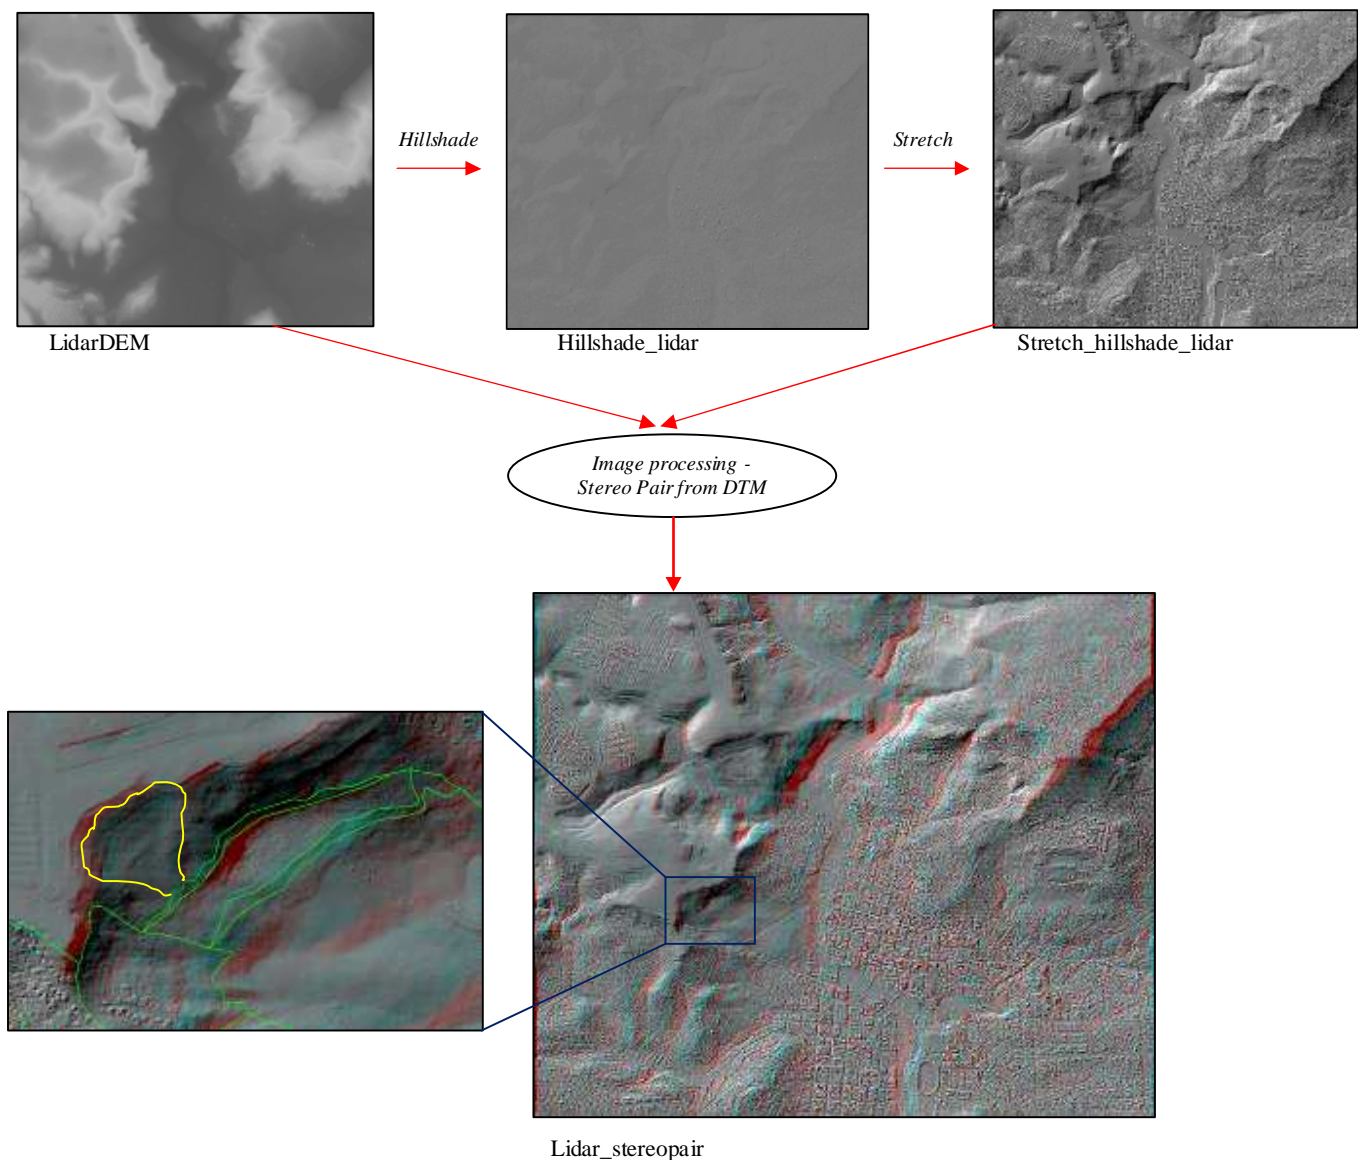 Hillshade
Stretch
LidarDEM
Hillshade_lidar
Stretch_hillshade_lidar
Image processing -
Stereo Pair from DTM
Lidar_stereopair